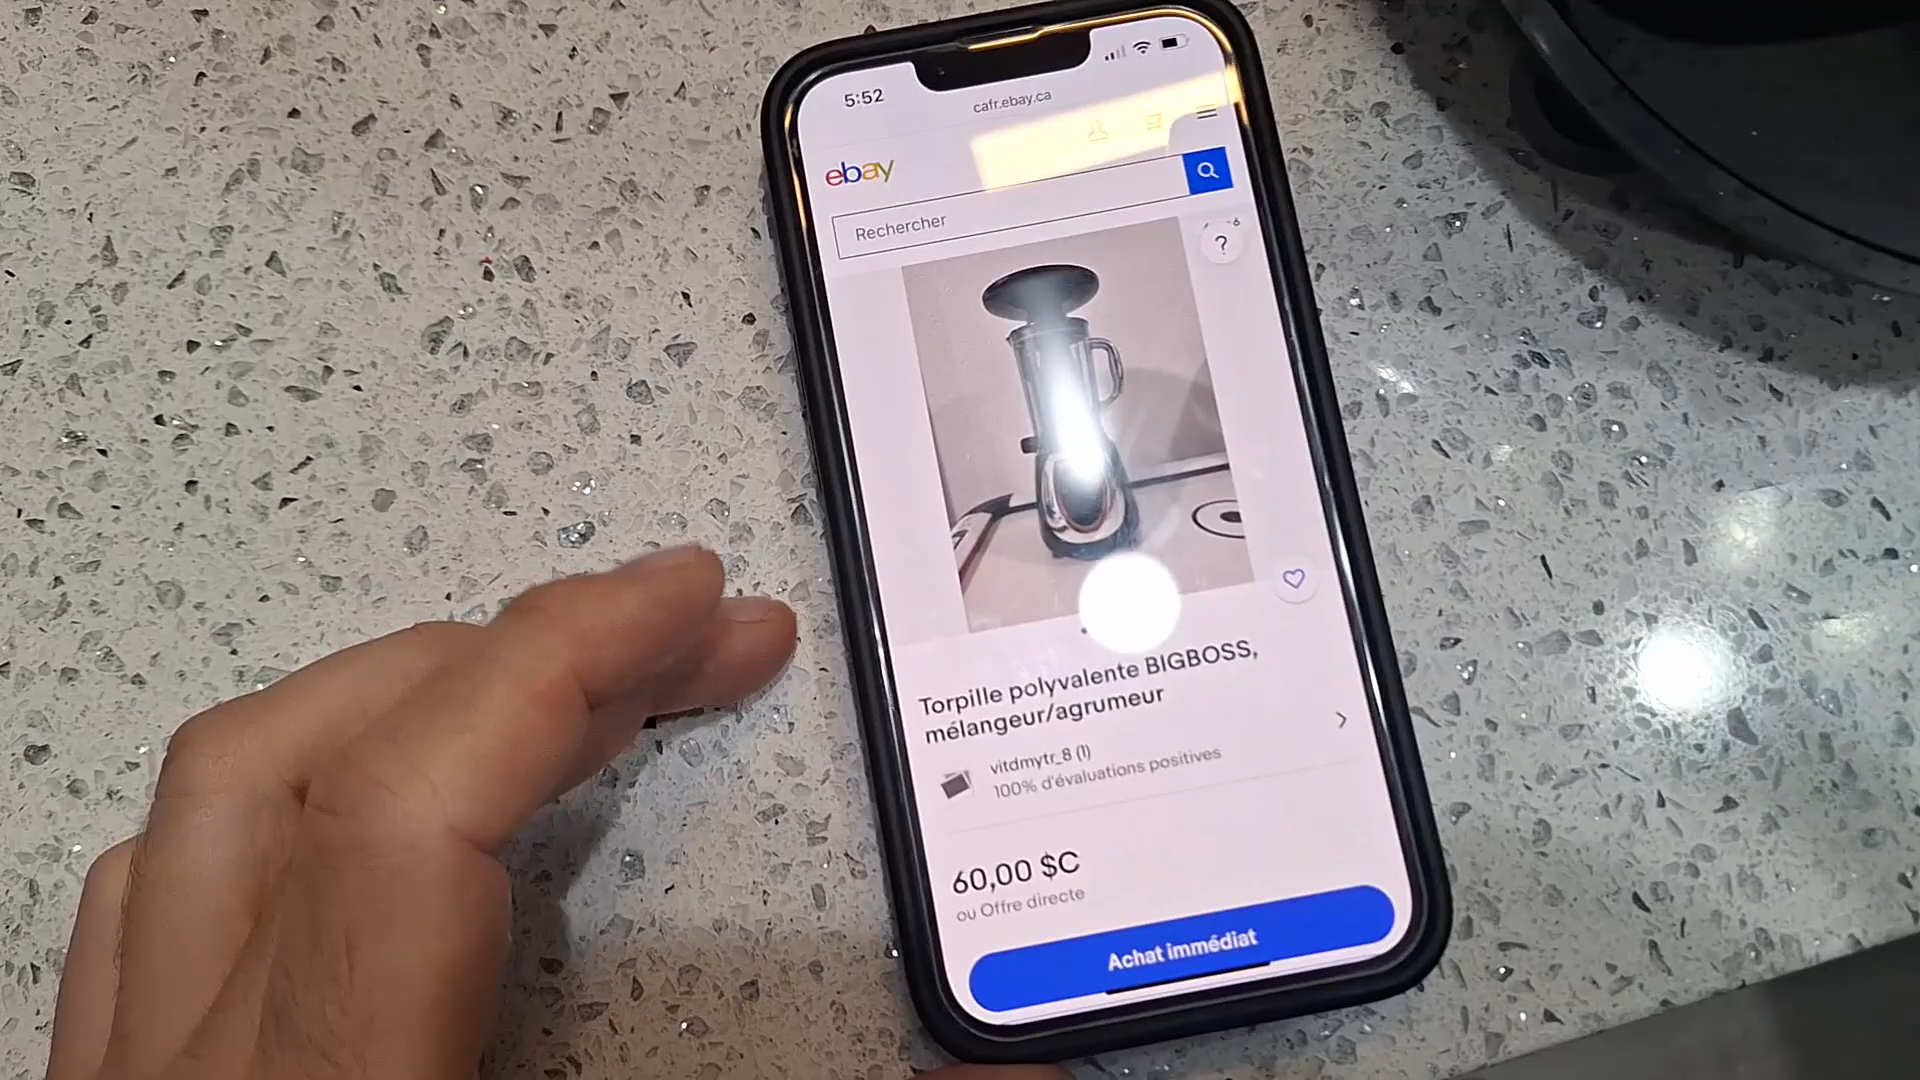 5:52
cafr.ebay.ca
ebay
Rechercher
?
Torpille polyvalente BIGBOSS,
mélangeur/agrumeur
vitdmytr_8 (1)
100% d'évaluations positives
60,00 $C
ou Offre directe
Achat immédiat